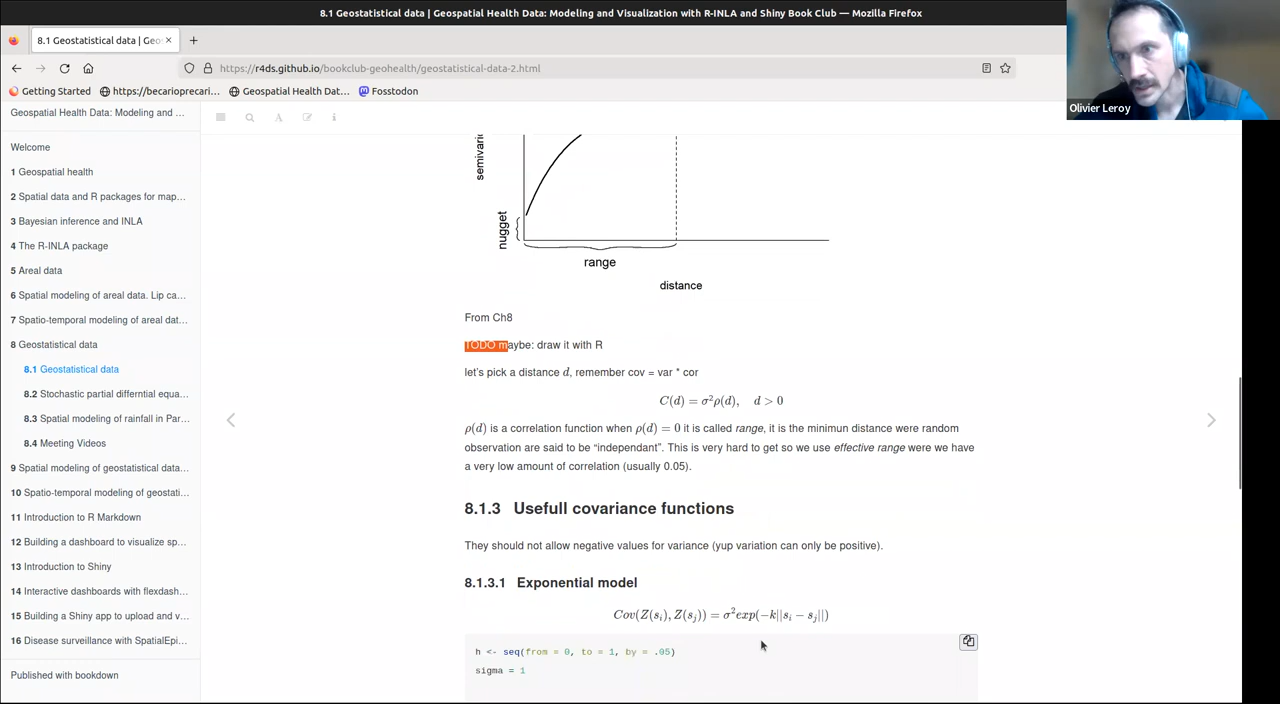 8.1 Geostatistical data | Geospatial Health Data: Modeling and Visualization with R-INLA and Shiny Book Club — Mozilla Firefox
8.1 Geostatistical data | Geo
https://r4ds.github.io/bookclub-geohealth/geostatistical-data-2.html
Getting Started
https://becarioprecari...
Geospatial Health Dat...
Fosstodon
Olivier Leroy
Geospatial Health Data: Modeling and ...
Welcome
1 Geospatial health
2 Spatial data and R packages for map...
3 Bayesian inference and INLA
4 The R-INLA package
5 Areal data
6 Spatial modeling of areal data. Lip ca...
7 Spatio-temporal modeling of areal dat...
8 Geostatistical data
8.1 Geostatistical data
8.2 Stochastic partial differntial equa...
8.3 Spatial modeling of rainfall in Par...
8.4 Meeting Videos
9 Spatial modeling of geostatistical data...
10 Spatio-temporal modeling of geostati...
11 Introduction to R Markdown
12 Building a dashboard to visualize sp...
13 Introduction to Shiny
14 Interactive dashboards with flexdash...
15 Building a Shiny app to upload and v...
16 Disease surveillance with SpatialEpi...
Published with bookdown
semivari
nugget
range
distance
From Ch8
TODO maybe: draw it with R
let's pick a distance d, remember cov = var * cor
C(d) = σ²ρ(d), d > 0
ρ(d) is a correlation function when ρ(d) = 0 it is called range, it is the minimun distance were random
observation are said to be “independant”. This is very hard to get so we use effective range were we have
a very low amount of correlation (usually 0.05).
8.1.3 Usefull covariance functions
They should not allow negative values for variance (yup variation can only be positive).
8.1.3.1 Exponential model
Cov(Z(sᵢ), Z(sⱼ)) = σ²exp(−k||sᵢ − sⱼ||)
h <- seq(from = 0, to = 1, by = .05)
sigma = 1